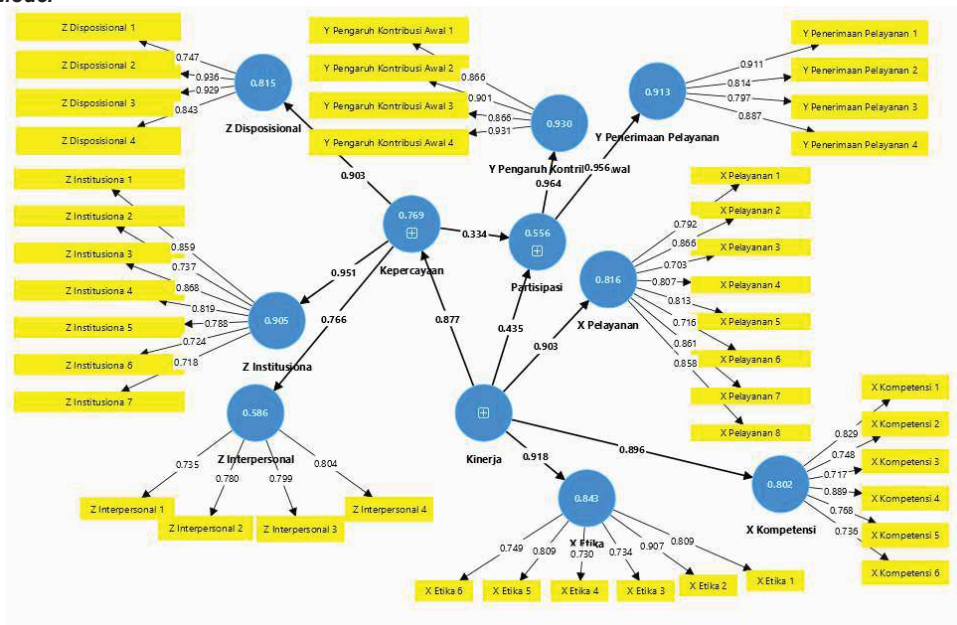 Model
Z Disposisional 1
Z Disposisional 2
Z Disposisional 3
Z Disposisional 4
0.747
0.936
0.929
0.843
0.815
Z Disposisional
Y Pengaruh Kontribusi Awal 1
Y Pengaruh Kontribusi Awal 2
Y Pengaruh Kontribusi Awal 3
Y Pengaruh Kontribusi Awal 4
0.866
0.901
0.866
0.931
0.930
Y Pengaruh Kontri wal
0.913
Y Penerimaan Pelayanan
0.911
0.814
0.797
0.887
Y Penerimaan Pelayanan 1
Y Penerimaan Pelayanan 2
Y Penerimaan Pelayanan 3
Y Penerimaan Pelayanan 4
0.903
0.964
0.956
Z Institusiona 1
Z Institusiona 2
Z Institusiona 3
Z Institusiona 4
Z Institusiona 5
Z Institusiona 6
Z Institusiona 7
0.859
0.737
0.868
0.819
0.788
0.724
0.718
0.905
Z Institusiona
0.951
0.766
0.769
Kepercayaan
0.334
0.556
Partisipasi
0.877
0.435
0.903
0.816
X Pelayanan
0.792
0.866
0.703
0.807
0.813
0.716
0.861
0.858
X Pelayanan 1
X Pelayanan 2
X Pelayanan 3
X Pelayanan 4
X Pelayanan 5
X Pelayanan 6
X Pelayanan 7
X Pelayanan 8
0.586
Z Interpersonal
0.735
0.780
0.799
0.804
Z Interpersonal 1
Z Interpersonal 2
Z Interpersonal 3
Z Interpersonal 4
Kinerja
0.918
0.896
0.843
X Etika
0.749
0.809
0.730
0.734
0.907
0.809
X Etika 6
X Etika 5
X Etika 4
X Etika 3
X Etika 2
X Etika 1
0.802
X Kompetensi
0.829
0.748
0.717
0.889
0.768
0.736
X Kompetensi 1
X Kompetensi 2
X Kompetensi 3
X Kompetensi 4
X Kompetensi 5
X Kompetensi 6